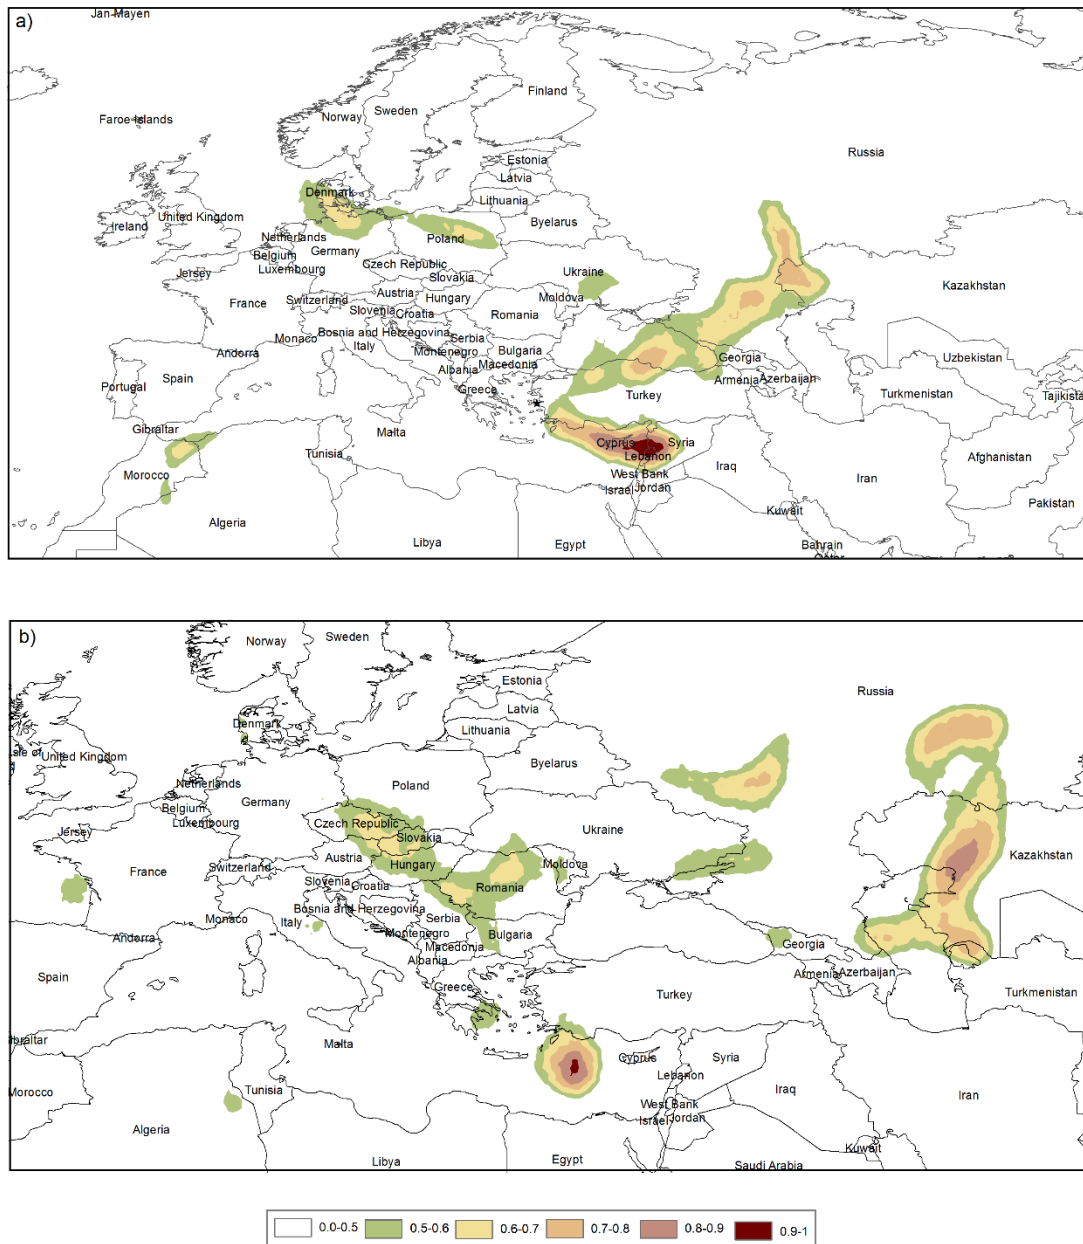 a)
Jan-Mayen
Finland
Faroe-Islands
Norway
Sweden
Russia
Estonia
Latvia
Denmark
Lithuania
United Kingdom
Ireland
Byelarus
Netherlands
Poland
Germany
Belgium
Luxembourg
Czech Republic
Jersey
Slovakia
Ukraine
Kazakhstan
Austria
Hungary
Moldova
France
Switzerland
Slovenia
Croatia
Romania
Monaco
Bosnia and Herzegovina
Italy
Serbia
Andorra
Montenegro
Bulgaria
Georgia
Uzbekistan
Albania
Macedonia
Spain
Portugal
Greece
Turkey
Armenia
Azerbaijan
Turkmenistan
Tajikista
Gibraltar
Malta
Cyprus
Syria
Tunisia
Lebanon
Afghanistan
Morocco
West Bank
Iraq
Israel
Jordan
Iran
Pakistan
Kuwait
Algeria
Libya
Egypt
Bahrain
Qatar
b)
Norway
Sweden
Estonia
Russia
Latvia
Denmark
Lithuania
Isle of
United Kingdom
Byelarus
Netherlands
Poland
Belgium
Germany
Luxembourg
Czech Republic
Jersey
Slovakia
Ukraine
Austria
Hungary
Moldova
Kazakhstan
France
Switzerland
Slovenia
Croatia
Romania
Bosnia and Herzegovina
Monaco
Italy
Serbia
Montenegro
Bulgaria
Andorra
Macedonia
Georgia
Albania
Spain
Greece
Armenia
Azerbaijan
Turkey
Turkmenistan
ibraltar
Malta
Cyprus
Syria
Lebanon
Morocco
Tunisia
Iraq
Iran
West Bank
Israel
Jordan
Algeria
Kuwait
Libya
Egypt
Saudi Arabia
0.0-0.5
0.5-0.6
0.6-0.7
0.7-0.8
0.8-0.9
0.9-1